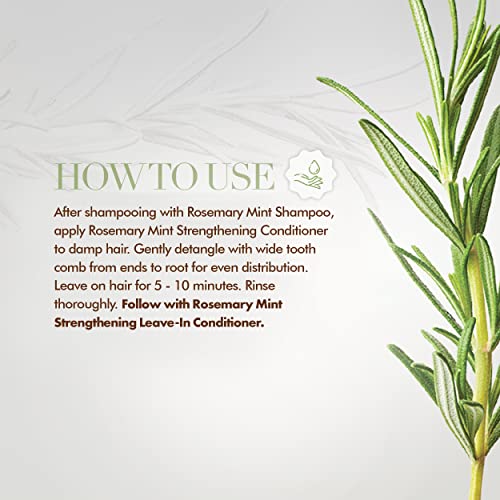 HOW TO USE
After shampooing with Rosemary Mint Shampoo,
apply Rosemary Mint Strengthening Conditioner
to damp hair. Gently detangle with wide tooth
comb from ends to root for even distribution.
Leave on hair for 5 - 10 minutes. Rinse
thoroughly. Follow with Rosemary Mint
Strengthening Leave-In Conditioner.